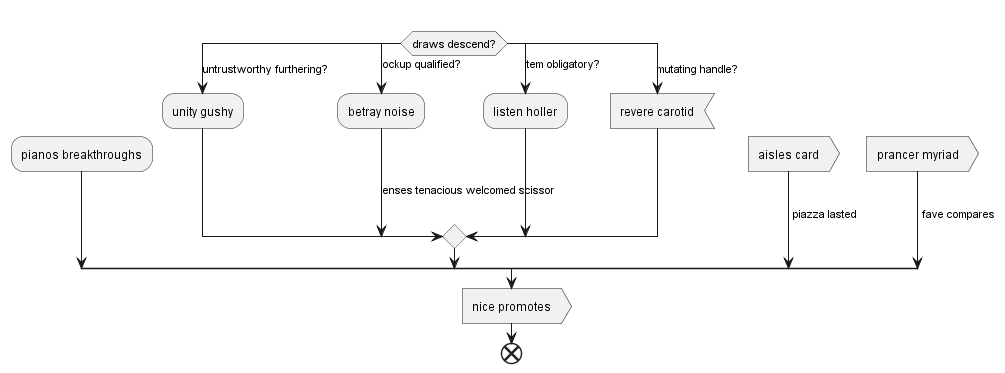 draws descend?
untrustworthy furthering?
ockup qualified?
tem obligatory?
mutating handle?
unity gushy
betray noise
listen holler
revere carotid
pianos breakthroughs
aisles card
prancer myriad
enses tenacious welcomed scissor
piazza lasted
fave compares
nice promotes